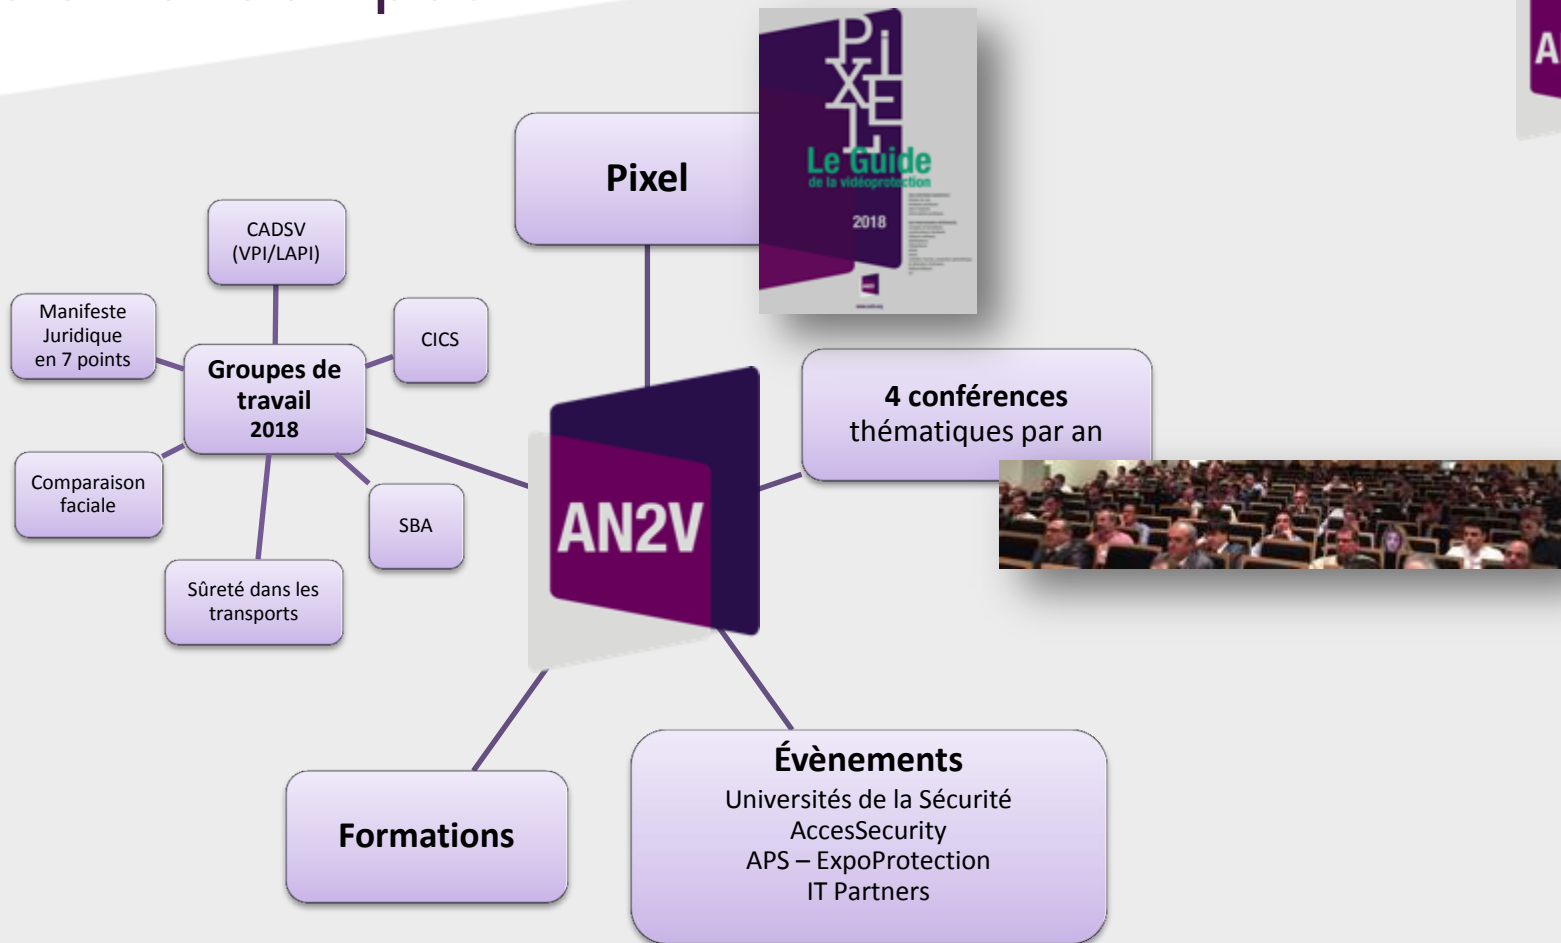 Pixel
PIXEL
Le Guide
de la vidéoprotection
2018
CADSV
(VPI/LAPI)
Manifeste
Juridique
en 7 points
CICS
Groupes de
travail
2018
4 conférences
thématiques par an
Comparaison
faciale
SBA
AN2V
Sûreté dans les
transports
Formations
Évènements
Universités de la Sécurité
AccesSecurity
APS – ExpoProtection
IT Partners